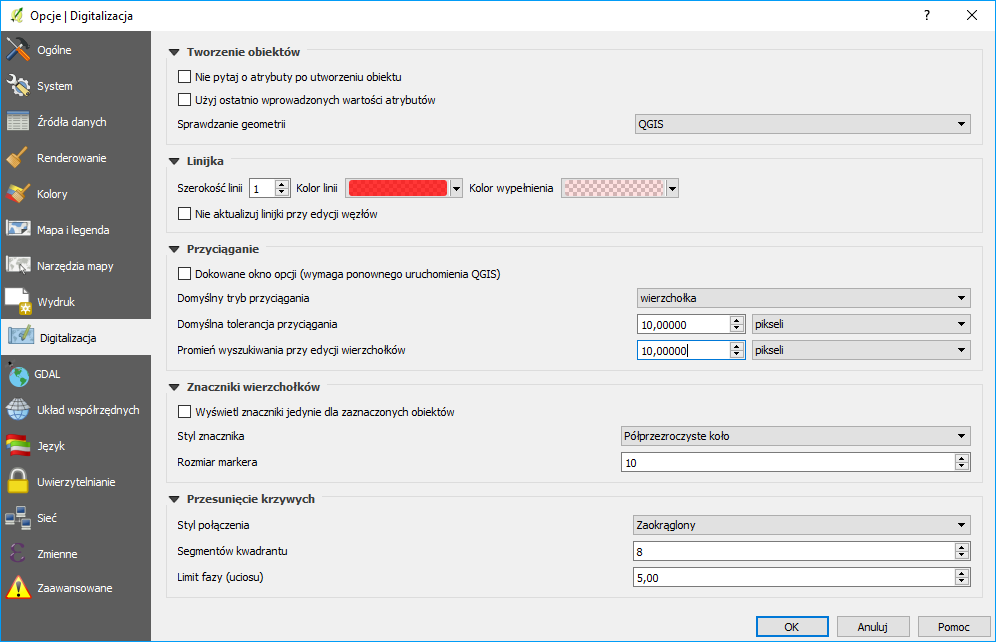 Opcje | Digitalizacja
?
Ogólne
System
Źródła danych
Renderowanie
Kolory
Mapa i legenda
Narzędzia mapy
Wydruk
Digitalizacja
GDAL
Układ współrzędnych
Język
Uwierzytelnianie
Sieć
Zmienne
Zaawansowane
Tworzenie obiektów
Nie pytaj o atrybuty po utworzeniu obiektu
Użyj ostatnio wprowadzonych wartości atrybutów
Sprawdzanie geometrii QGIS
Linijka
Szerokość linii 1 Kolor linii Kolor wypełnienia
Nie aktualizuj linijki przy edycji węzłów
Przyciąganie
Dokowane okno opcji (wymaga ponownego uruchomienia QGIS)
Domyślny tryb przyciągania wierzchołka
Domyślna tolerancja przyciągania 10,00000 pikseli
Promień wyszukiwania przy edycji wierzchołków 10,00000 pikseli
Znaczniki wierzchołków
Wyświetl znaczniki jedynie dla zaznaczonych obiektów
Styl znacznika Półprzezroczyste koło
Rozmiar markera 10
Przesunięcie krzywych
Styl połączenia Zaokrąglony
Segmentów kwadrantu 8
Limit fazy (uciosu) 5,00
OK Anuluj Pomoc